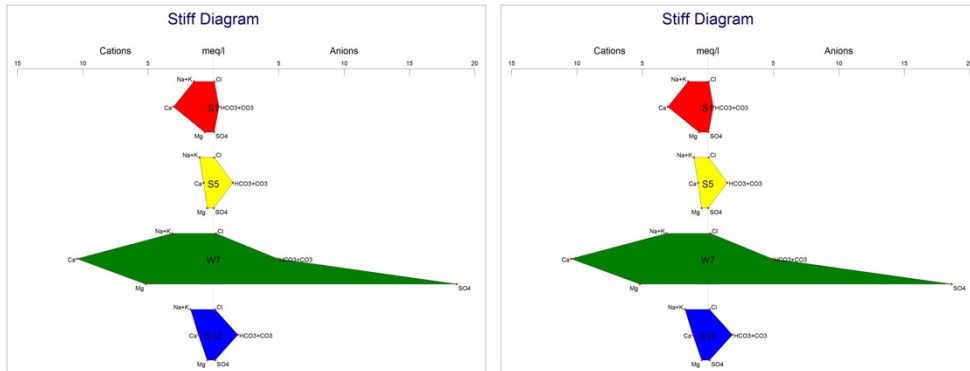 Stiff Diagram
Cations meq/l Anions
15 10 5 5 10 15 20
Na+K Cl
Ca S1 HCO3+CO3
Mg SO4
Na+K Cl
Ca S5 HCO3+CO3
Mg SO4
Na+K Cl
Ca W7 HCO3+CO3
Mg SO4
Na+K Cl
Ca S12 HCO3+CO3
Mg SO4
Stiff Diagram
Cations meq/l Anions
15 10 5 5 10 15 20
Na+K Cl
Ca S1 HCO3+CO3
Mg SO4
Na+K Cl
Ca S5 HCO3+CO3
Mg SO4
Na+K Cl
Ca W7 HCO3+CO3
Mg SO4
Na+K Cl
Ca S12 HCO3+CO3
Mg SO4